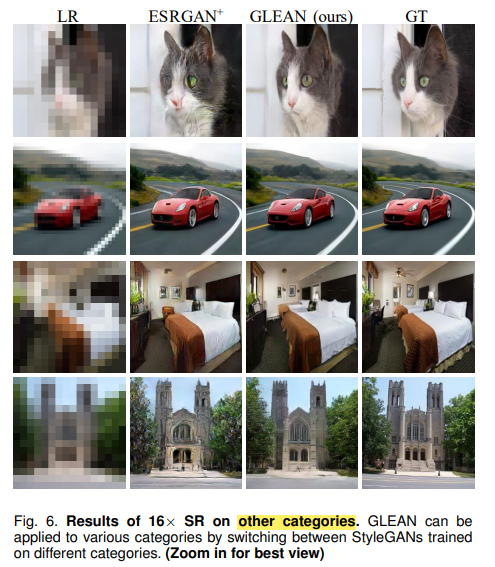 LR ESRGAN+ GLEAN (ours) GT
Fig. 6. Results of 16× SR on other categories. GLEAN can be
applied to various categories by switching between StyleGANs trained
on different categories. (Zoom in for best view)